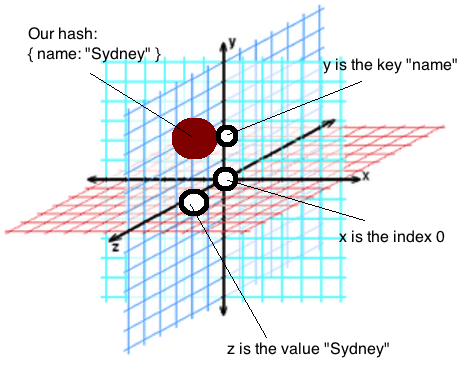 Our hash:
{ name: "Sydney" }
y
y is the key "name"
x
z
x is the index 0
z is the value "Sydney"